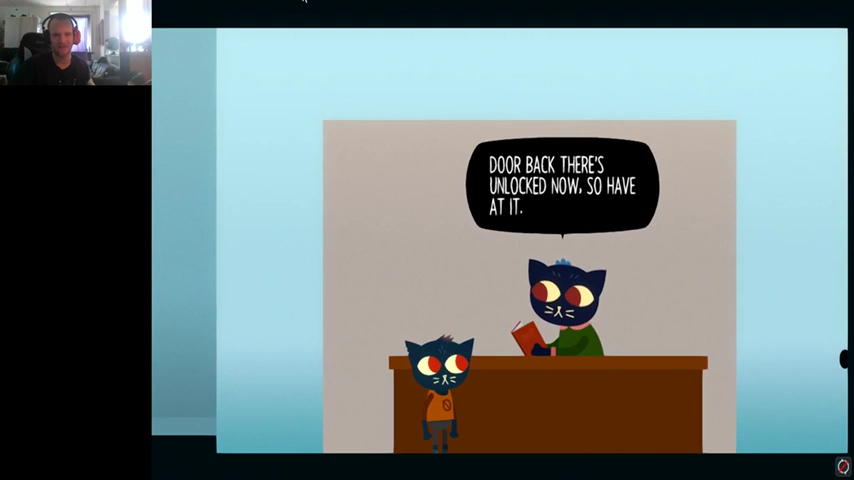 DOOR BACK THERE'S
UNLOCKED NOW, SO HAVE
AT IT.